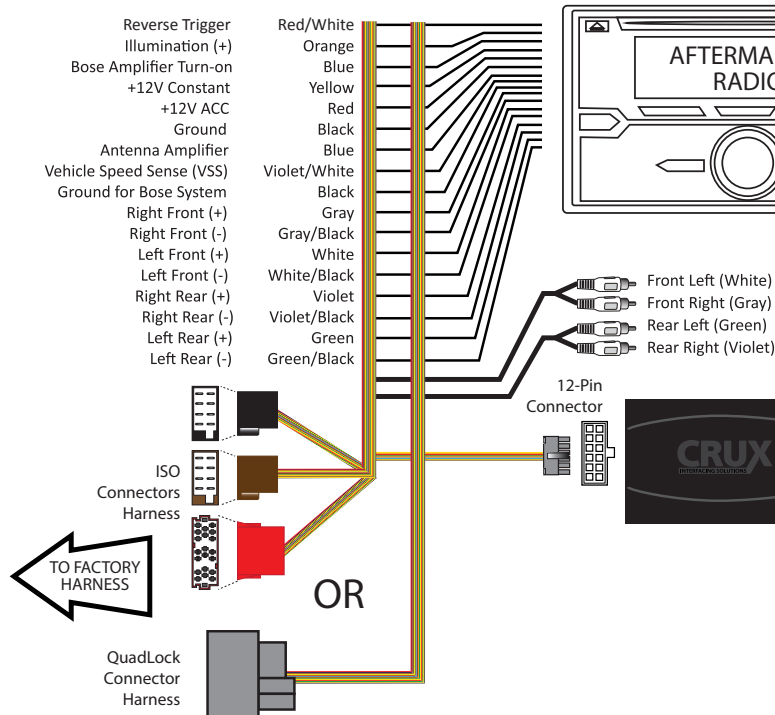 Reverse Trigger Red/White
Illumination (+) Orange
Bose Amplifier Turn-on Blue
+12V Constant Yellow
+12V ACC Red
Ground Black
Antenna Amplifier Blue
Vehicle Speed Sense (VSS) Violet/White
Ground for Bose System Black
Right Front (+) Gray
Right Front (-) Gray/Black
Left Front (+) White
Left Front (-) White/Black
Right Rear (+) Violet
Right Rear (-) Violet/Black
Left Rear (+) Green
Left Rear (-) Green/Black
AFTERMA
RADIO
Front Left (White)
Front Right (Gray)
Rear Left (Green)
Rear Right (Violet)
12-Pin
Connector
CRUX
INTERFACING SOLUTIONS
ISO
Connectors
Harness
TO FACTORY
HARNESS
OR
QuadLock
Connector
Harness